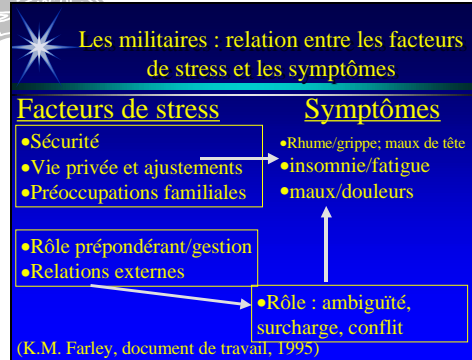 Les militaires : relation entre les facteurs
de stress et les symptômes
Facteurs de stress
•Sécurité
•Vie privée et ajustements
•Préoccupations familiales
•Rôle prépondérant/gestion
•Relations externes
Symptômes
•Rhume/grippe; maux de tête
•insomnie/fatigue
•maux/douleurs
•Rôle : ambiguïté,
surcharge, conflit
(K.M. Farley, document de travail, 1995)